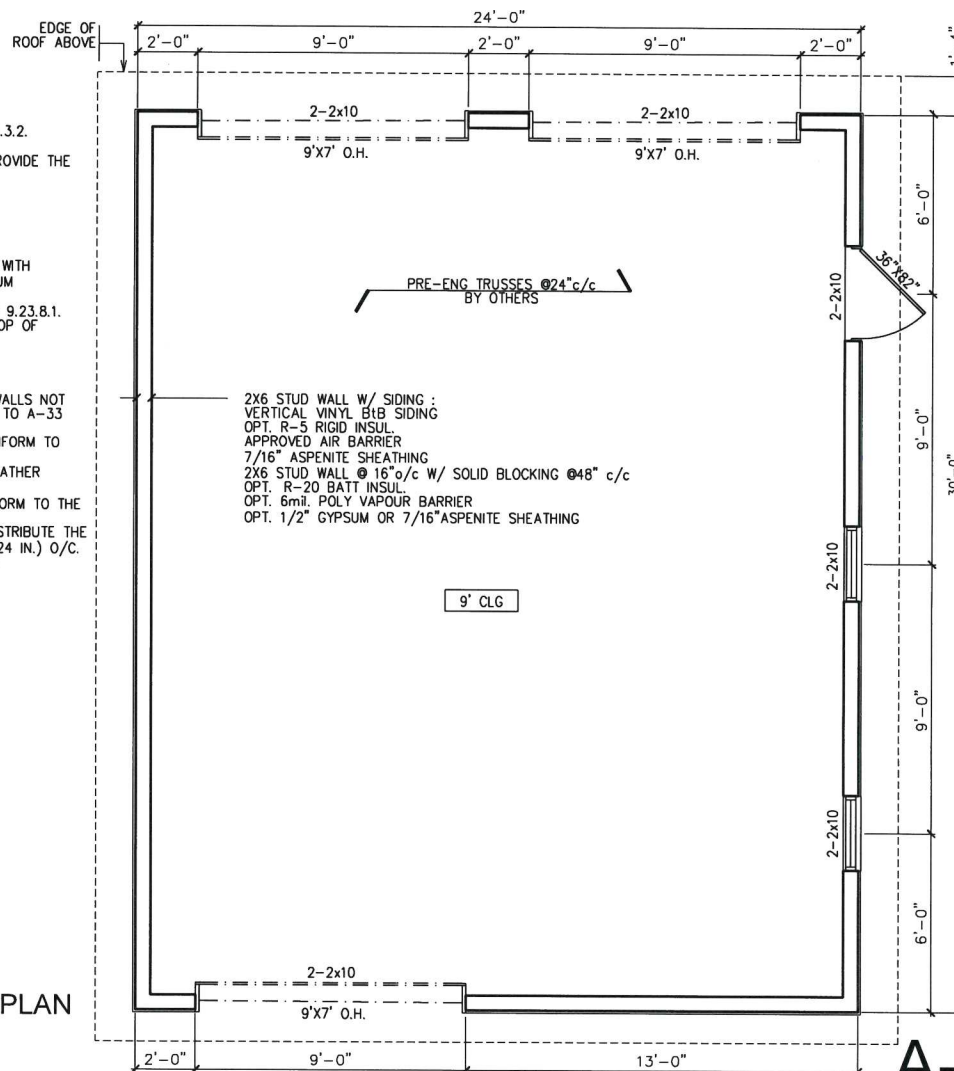 24'-0"
EDGE OF
ROOF ABOVE
2'-0" 9'-0" 2'-0" 9'-0" 2'-0"
2-2x10 2-2x10
9'X7' O.H. 9'X7' O.H.
.3.2.
ROVIDE THE
6'-0"
WITH
UM
9.23.8.1.
OP OF
36"X82"
2-2x10
PRE-ENG TRUSSES @24"c/c
BY OTHERS
WALLS NOT
TO A-33
IFORM TO
ATHER
ORM TO THE
STRIBUTE THE
24 IN.) O/C.
2X6 STUD WALL W/ SIDING :
VERTICAL VINYL BtB SIDING
OPT. R-5 RIGID INSUL.
APPROVED AIR BARRIER
7/16" ASPENITE SHEATHING
2X6 STUD WALL @ 16"o/c W/ SOLID BLOCKING @48" c/c
OPT. R-20 BATT INSUL.
OPT. 6mil. POLY VAPOUR BARRIER
OPT. 1/2" GYPSUM OR 7/16"ASPENITE SHEATHING
9'-0"
2-2x10
9' CLG
9'-0"
2-2x10
6'-0"
PLAN
2-2x10
9'X7' O.H.
2'-0" 9'-0" 13'-0"